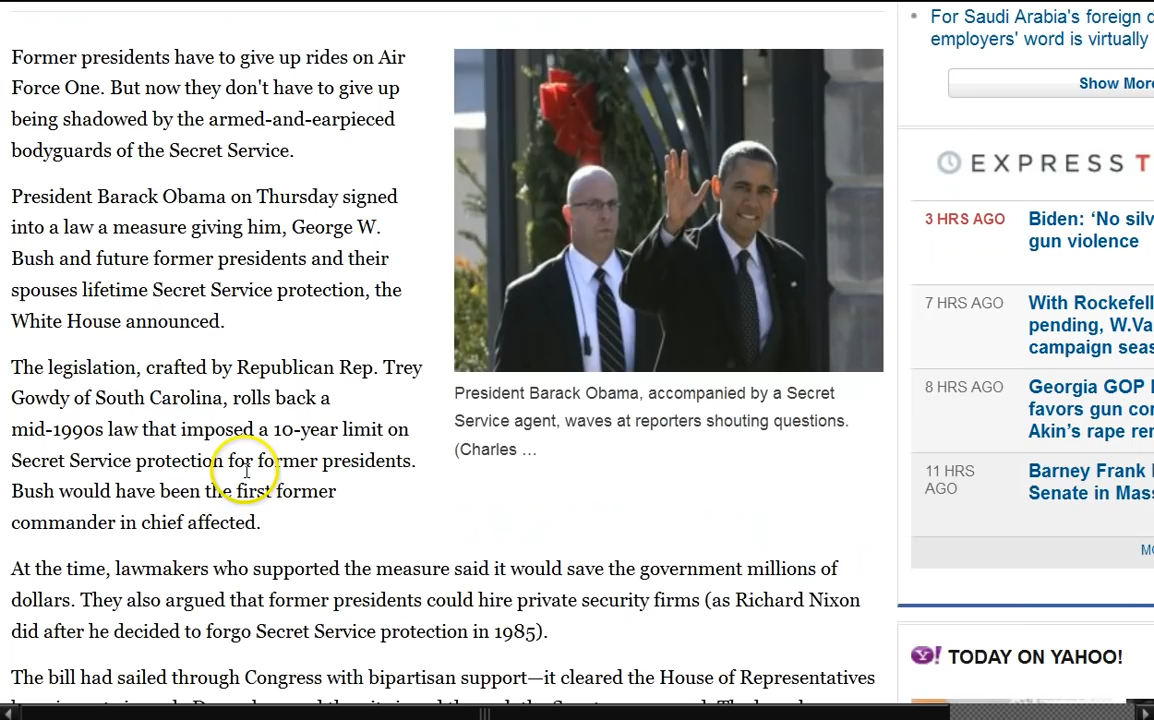 Former presidents have to give up rides on Air
Force One. But now they don't have to give up
being shadowed by the armed-and-earpieced
bodyguards of the Secret Service.
President Barack Obama on Thursday signed
into a law a measure giving him, George W.
Bush and future former presidents and their
spouses lifetime Secret Service protection, the
White House announced.
The legislation, crafted by Republican Rep. Trey
Gowdy of South Carolina, rolls back a
mid-1990s law that imposed a 10-year limit on
Secret Service protection for former presidents.
Bush would have been the first former
commander in chief affected.
President Barack Obama, accompanied by a Secret
Service agent, waves at reporters shouting questions.
(Charles …
At the time, lawmakers who supported the measure said it would save the government millions of
dollars. They also argued that former presidents could hire private security firms (as Richard Nixon
did after he decided to forgo Secret Service protection in 1985).
The bill had sailed through Congress with bipartisan support—it cleared the House of Representatives
For Saudi Arabia's foreign
employers' word is virtually
Show More
EXPRESS T
3 HRS AGO
Biden: ‘No
gun violence
7 HRS AGO
With
pending,
campaign
8 HRS AGO
Georgia GOP
favors gun
Akin’s rape
11 HRS
AGO
Barney Frank
Senate in
TODAY ON YAHOO!